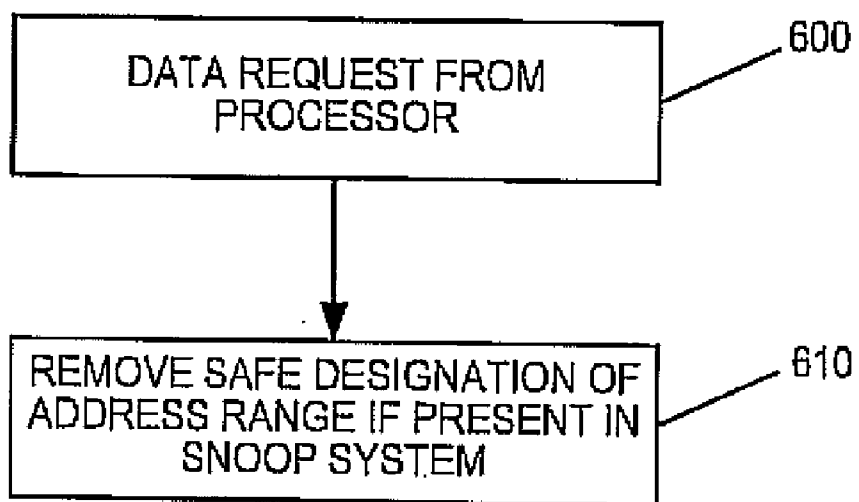 DATA REQUEST FROM
PROCESSOR
600
REMOVE SAFE DESIGNATION OF
ADDRESS RANGE IF PRESENT IN
SNOOP SYSTEM
610